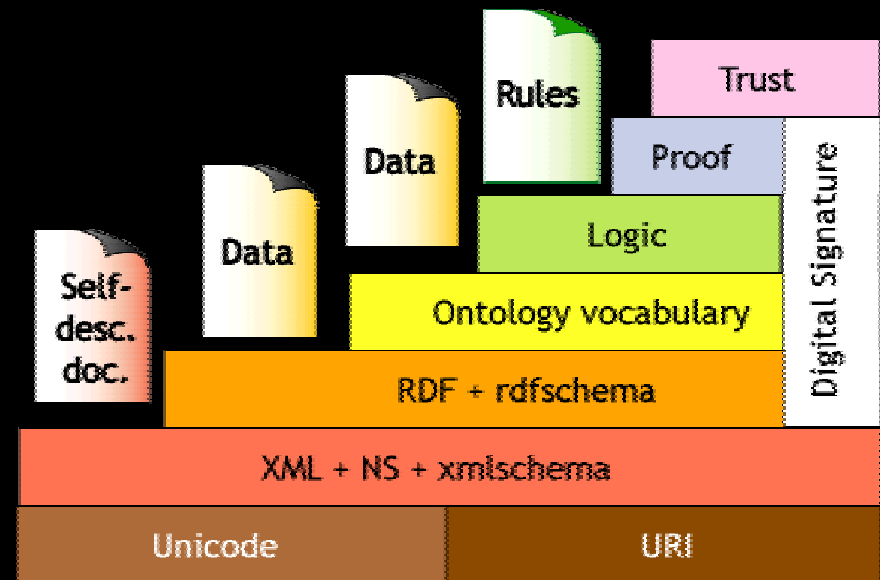 Rules
Trust
Data
Proof
Digital Signature
Data
Logic
Self-
desc.
doc.
Ontology vocabulary
RDF + rdfschema
XML + NS + xmlschema
Unicode
URI